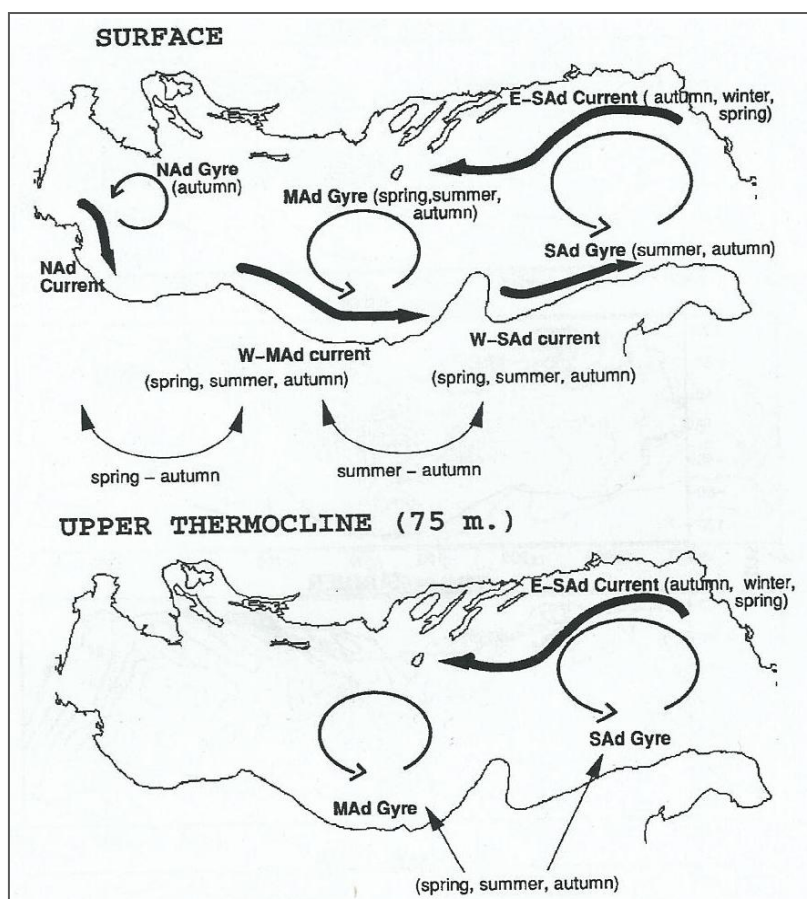 SURFACE
E-SAd Current ( autumn, winter,
spring)
NAd Gyre
(autumn)
MAd Gyre (spring,summer,
autumn)
SAd Gyre (summer, autumn)
NAd
Current
W-MAd current
(spring, summer, autumn)
W-SAd current
(spring, summer, autumn)
spring – autumn
summer – autumn
UPPER THERMOCLINE (75 m.)
E-SAd Current (autumn, winter,
spring)
SAd Gyre
MAd Gyre
(spring, summer, autumn)